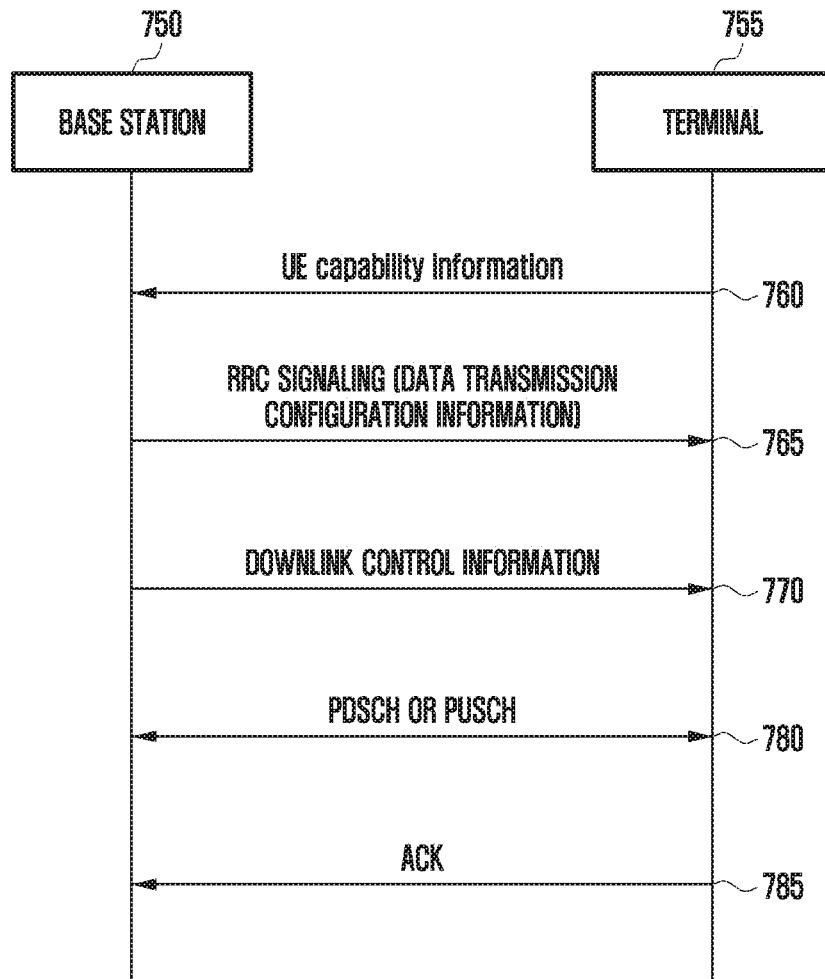 750
755
BASE STATION
TERMINAL
UE capability information
760
RRC SIGNALING (DATA TRANSMISSION
CONFIGURATION INFORMATION)
765
DOWNLINK CONTROL INFORMATION
770
PDSCH OR PUSCH
780
ACK
785